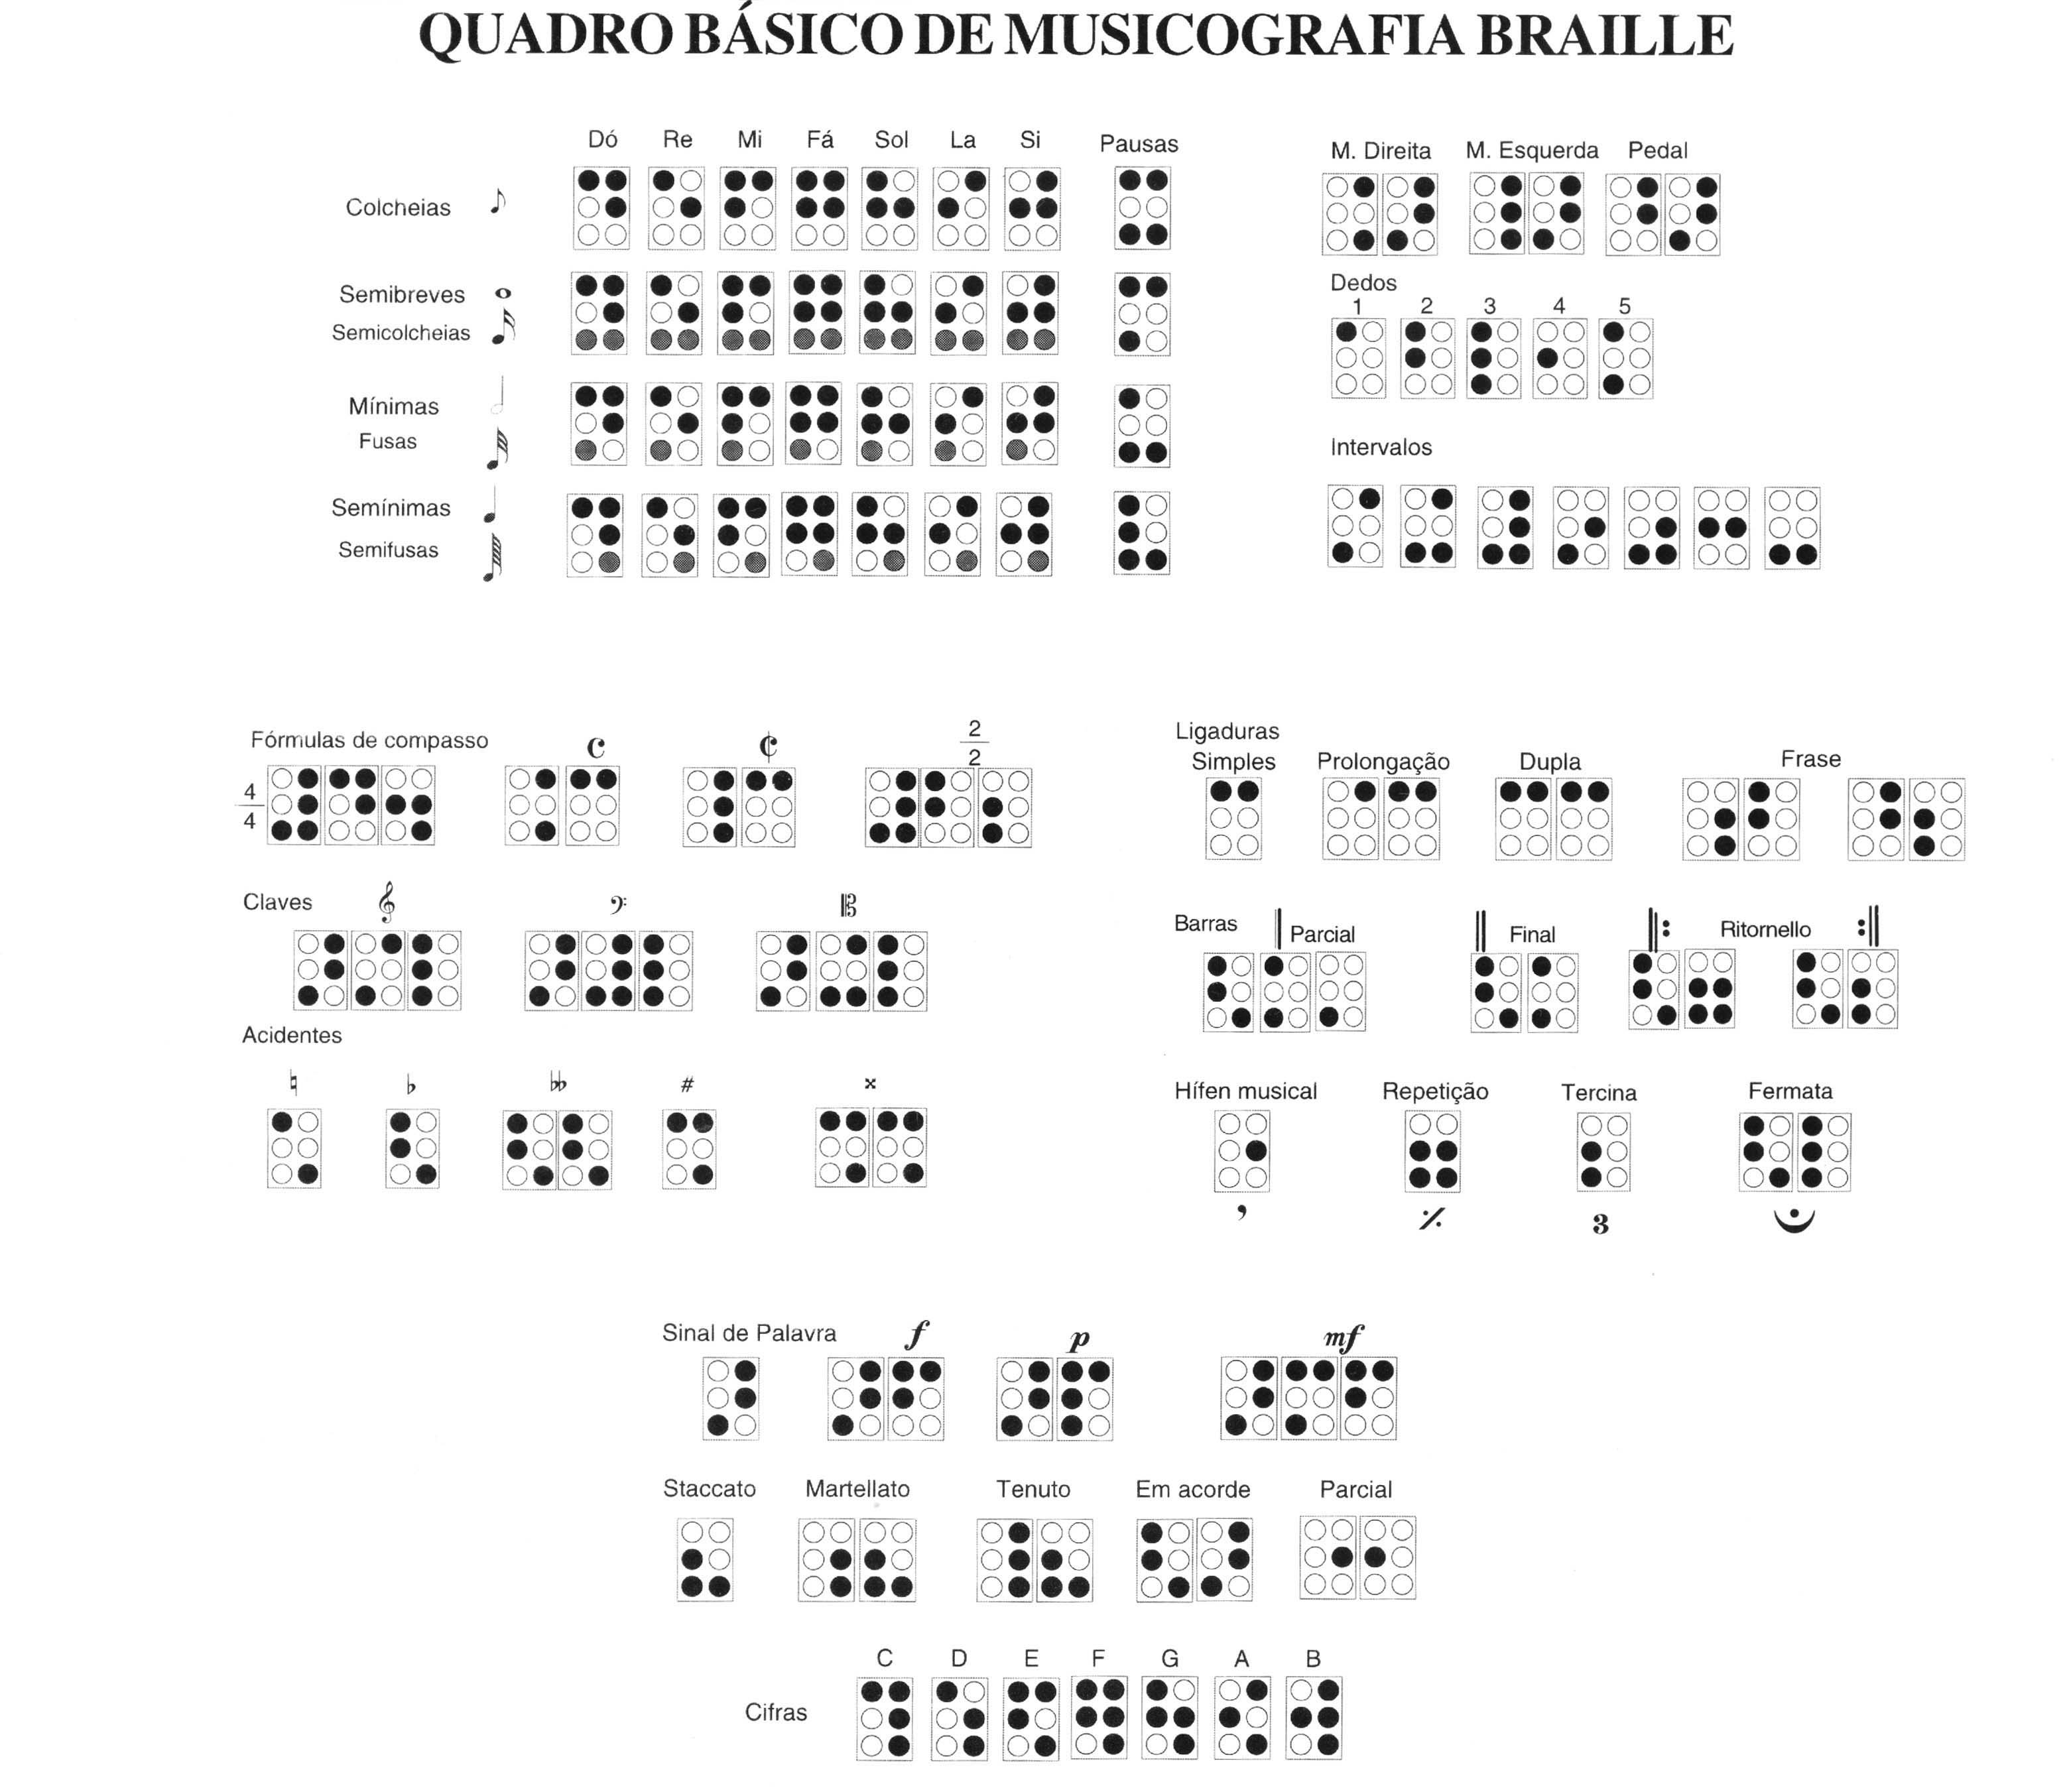 QUADRO BÁSICO DE MUSICOGRAFIA BRAILLE
Dó Re Mi Fá Sol La Si Pausas
Colcheias
Semibreves
Semicolcheias
Mínimas
Fusas
Semínimas
Semifusas
M. Direita M. Esquerda Pedal
Dedos
1 2 3 4 5
Intervalos
Fórmulas de compasso
4
4
2
2
Claves
Acidentes
♮ ♭ ♭♭ # x
Ligaduras
Simples Prolongação Dupla Frase
Barras Parcial Final Ritornello
Hífen musical Repetição Tercina Fermata
, 3
Sinal de Palavra f p mf
Staccato Martellato Tenuto Em acorde Parcial
C D E F G A B
Cifras